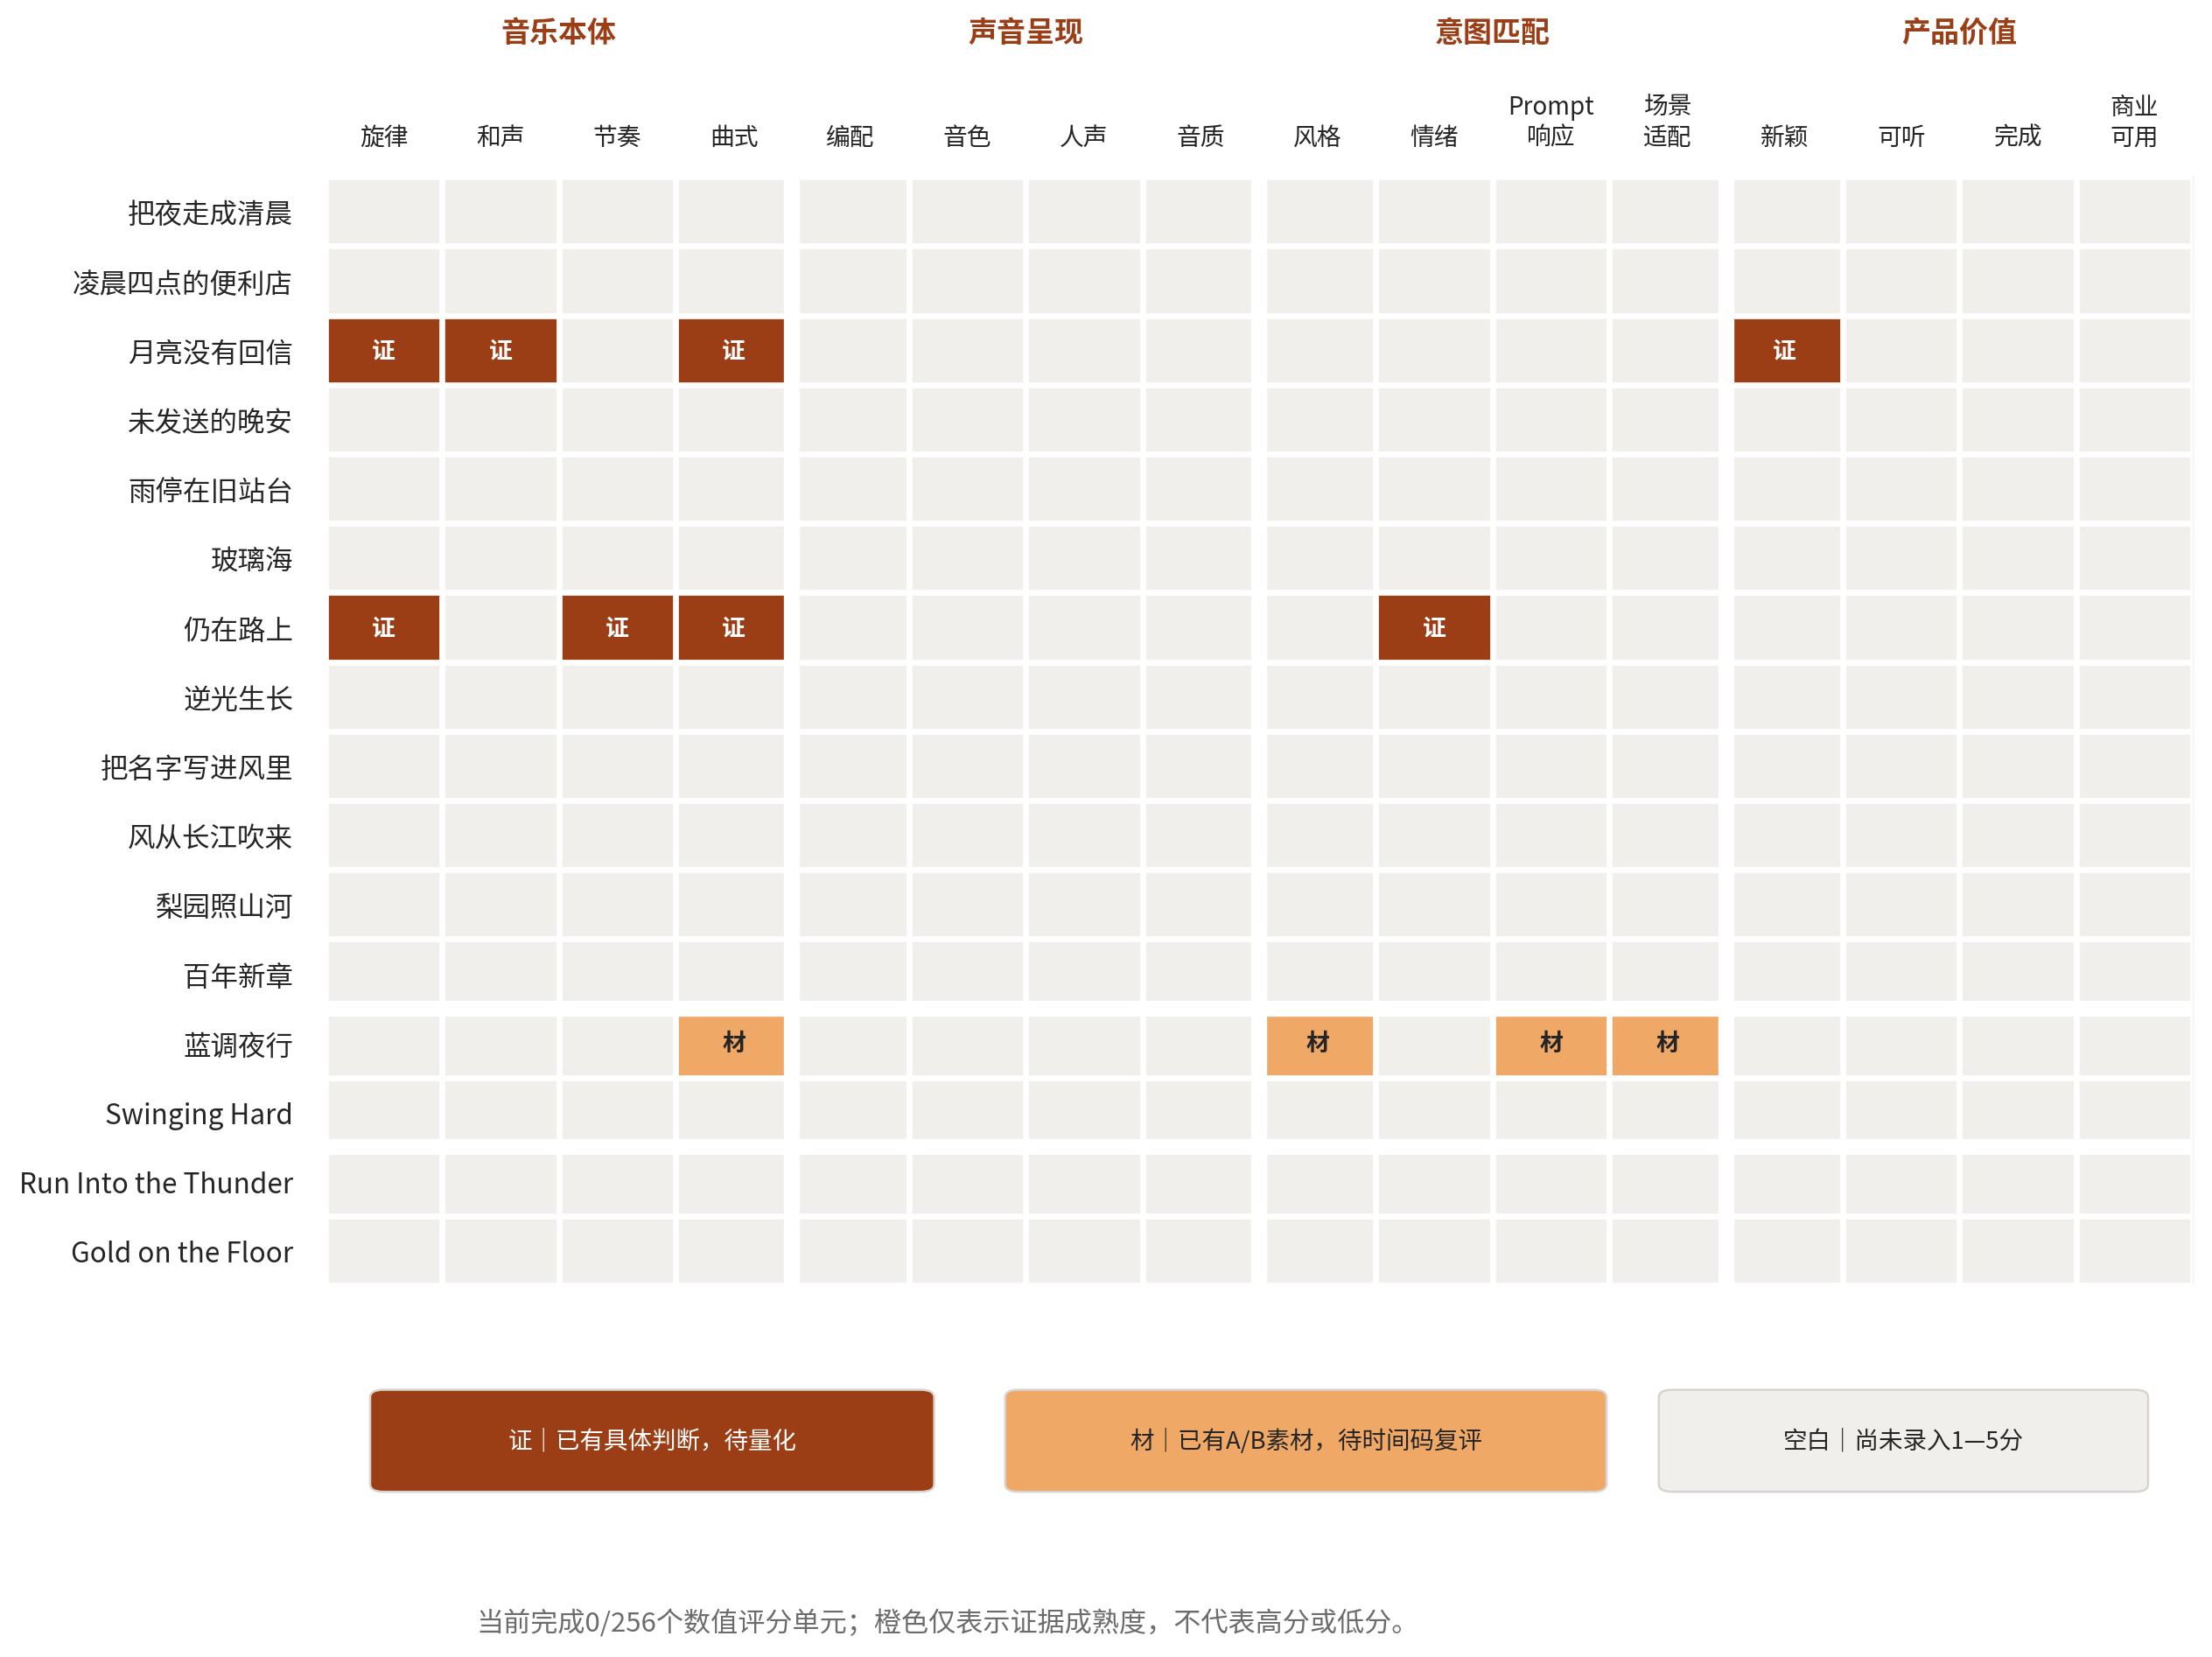 音乐本体 声音呈现 意图匹配 产品价值
旋律 和声 节奏 曲式 编配 音色 人声 音质 风格 情绪 Prompt响应 场景适配 新颖 可听 完成 商业可用
把夜走成清晨
凌晨四点的便利店
月亮没有回信 证 证 证 证
未发送的晚安
雨停在旧站台
玻璃海
仍在路上 证 证 证 证
逆光生长
把名字写进风里
风从长江吹来
梨园照山河
百年新章
蓝调夜行 材 材 材 材
Swinging Hard
Run Into the Thunder
Gold on the Floor
证｜已有具体判断，待量化
材｜已有A/B素材，待时间码复评
空白｜尚未录入1—5分
当前完成0/256个数值评分单元；橙色仅表示证据成熟度，不代表高分或低分。